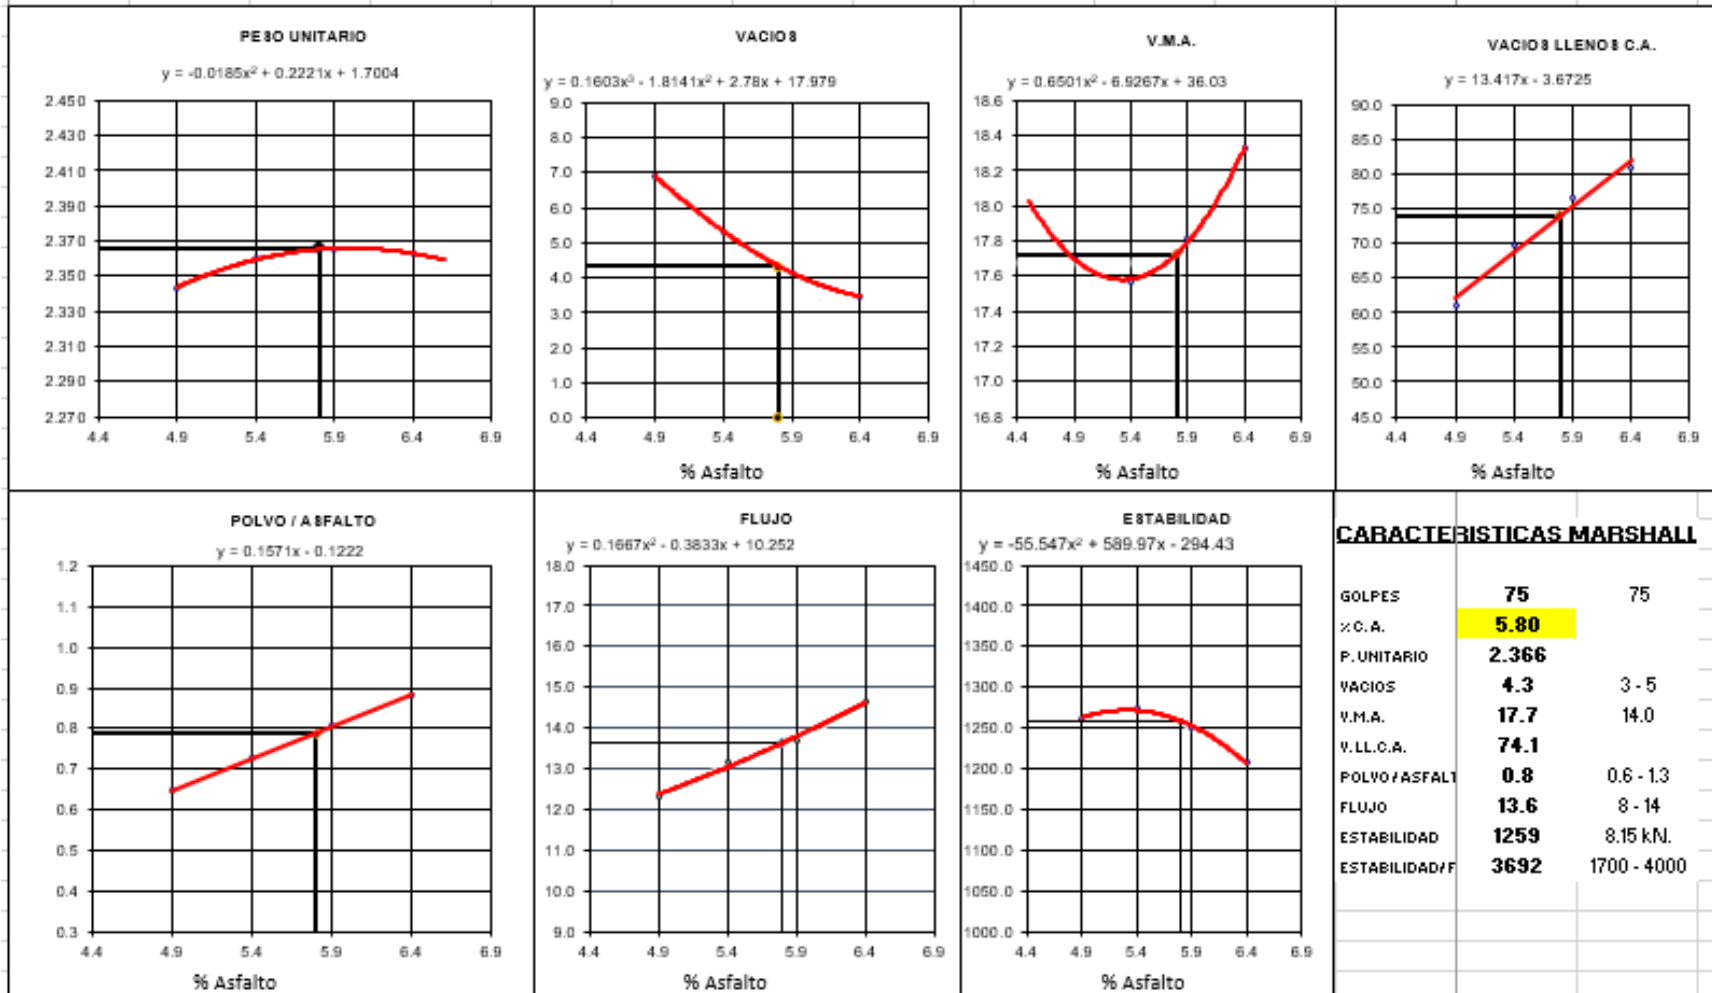 PESO UNITARIO
y = -0.0185x² + 0.2221x + 1.7004
2.450
2.430
2.410
2.390
2.370
2.350
2.330
2.310
2.290
2.270
4.4 4.9 5.4 5.9 6.4 6.9
VACIOS
y = 0.1603x³ - 1.8141x² + 2.78x + 17.979
9.0
8.0
7.0
6.0
5.0
4.0
3.0
2.0
1.0
0.0
4.4 4.9 5.4 5.9 6.4 6.9
% Asfalto
V.M.A.
y = 0.6501x² - 6.9267x + 36.03
18.6
18.4
18.2
18.0
17.8
17.6
17.4
17.2
17.0
16.8
4.4 4.9 5.4 5.9 6.4 6.9
% Asfalto
VACIOS LLENOS C.A.
y = 13.417x - 3.6725
90.0
85.0
80.0
75.0
70.0
65.0
60.0
55.0
50.0
45.0
4.4 4.9 5.4 5.9 6.4 6.9
% Asfalto
POLVO / ASFALTO
y = 0.1571x - 0.1222
1.2
1.1
1.0
0.9
0.8
0.7
0.6
0.5
0.4
0.3
4.4 4.9 5.4 5.9 6.4 6.9
% Asfalto
FLUJO
y = 0.1667x² - 0.3833x + 10.252
18.0
17.0
16.0
15.0
14.0
13.0
12.0
11.0
10.0
9.0
4.4 4.9 5.4 5.9 6.4 6.9
% Asfalto
ESTABILIDAD
y = -55.547x² + 589.97x - 294.43
1450.0
1400.0
1350.0
1300.0
1250.0
1200.0
1150.0
1100.0
1050.0
1000.0
4.4 4.9 5.4 5.9 6.4 6.9
% Asfalto
CARACTERISTICAS MARSHALL
GOLPES 75 75
%C.A. 5.80
P.UNITARIO 2.366
VACIOS 4.3 3 - 5
V.M.A. 17.7 14.0
V.LL.C.A. 74.1
POLVO/ASFALT 0.8 0.6 - 1.3
FLUJO 13.6 8 - 14
ESTABILIDAD 1259 8.15 kN.
ESTABILIDAD/F 3692 1700 - 4000